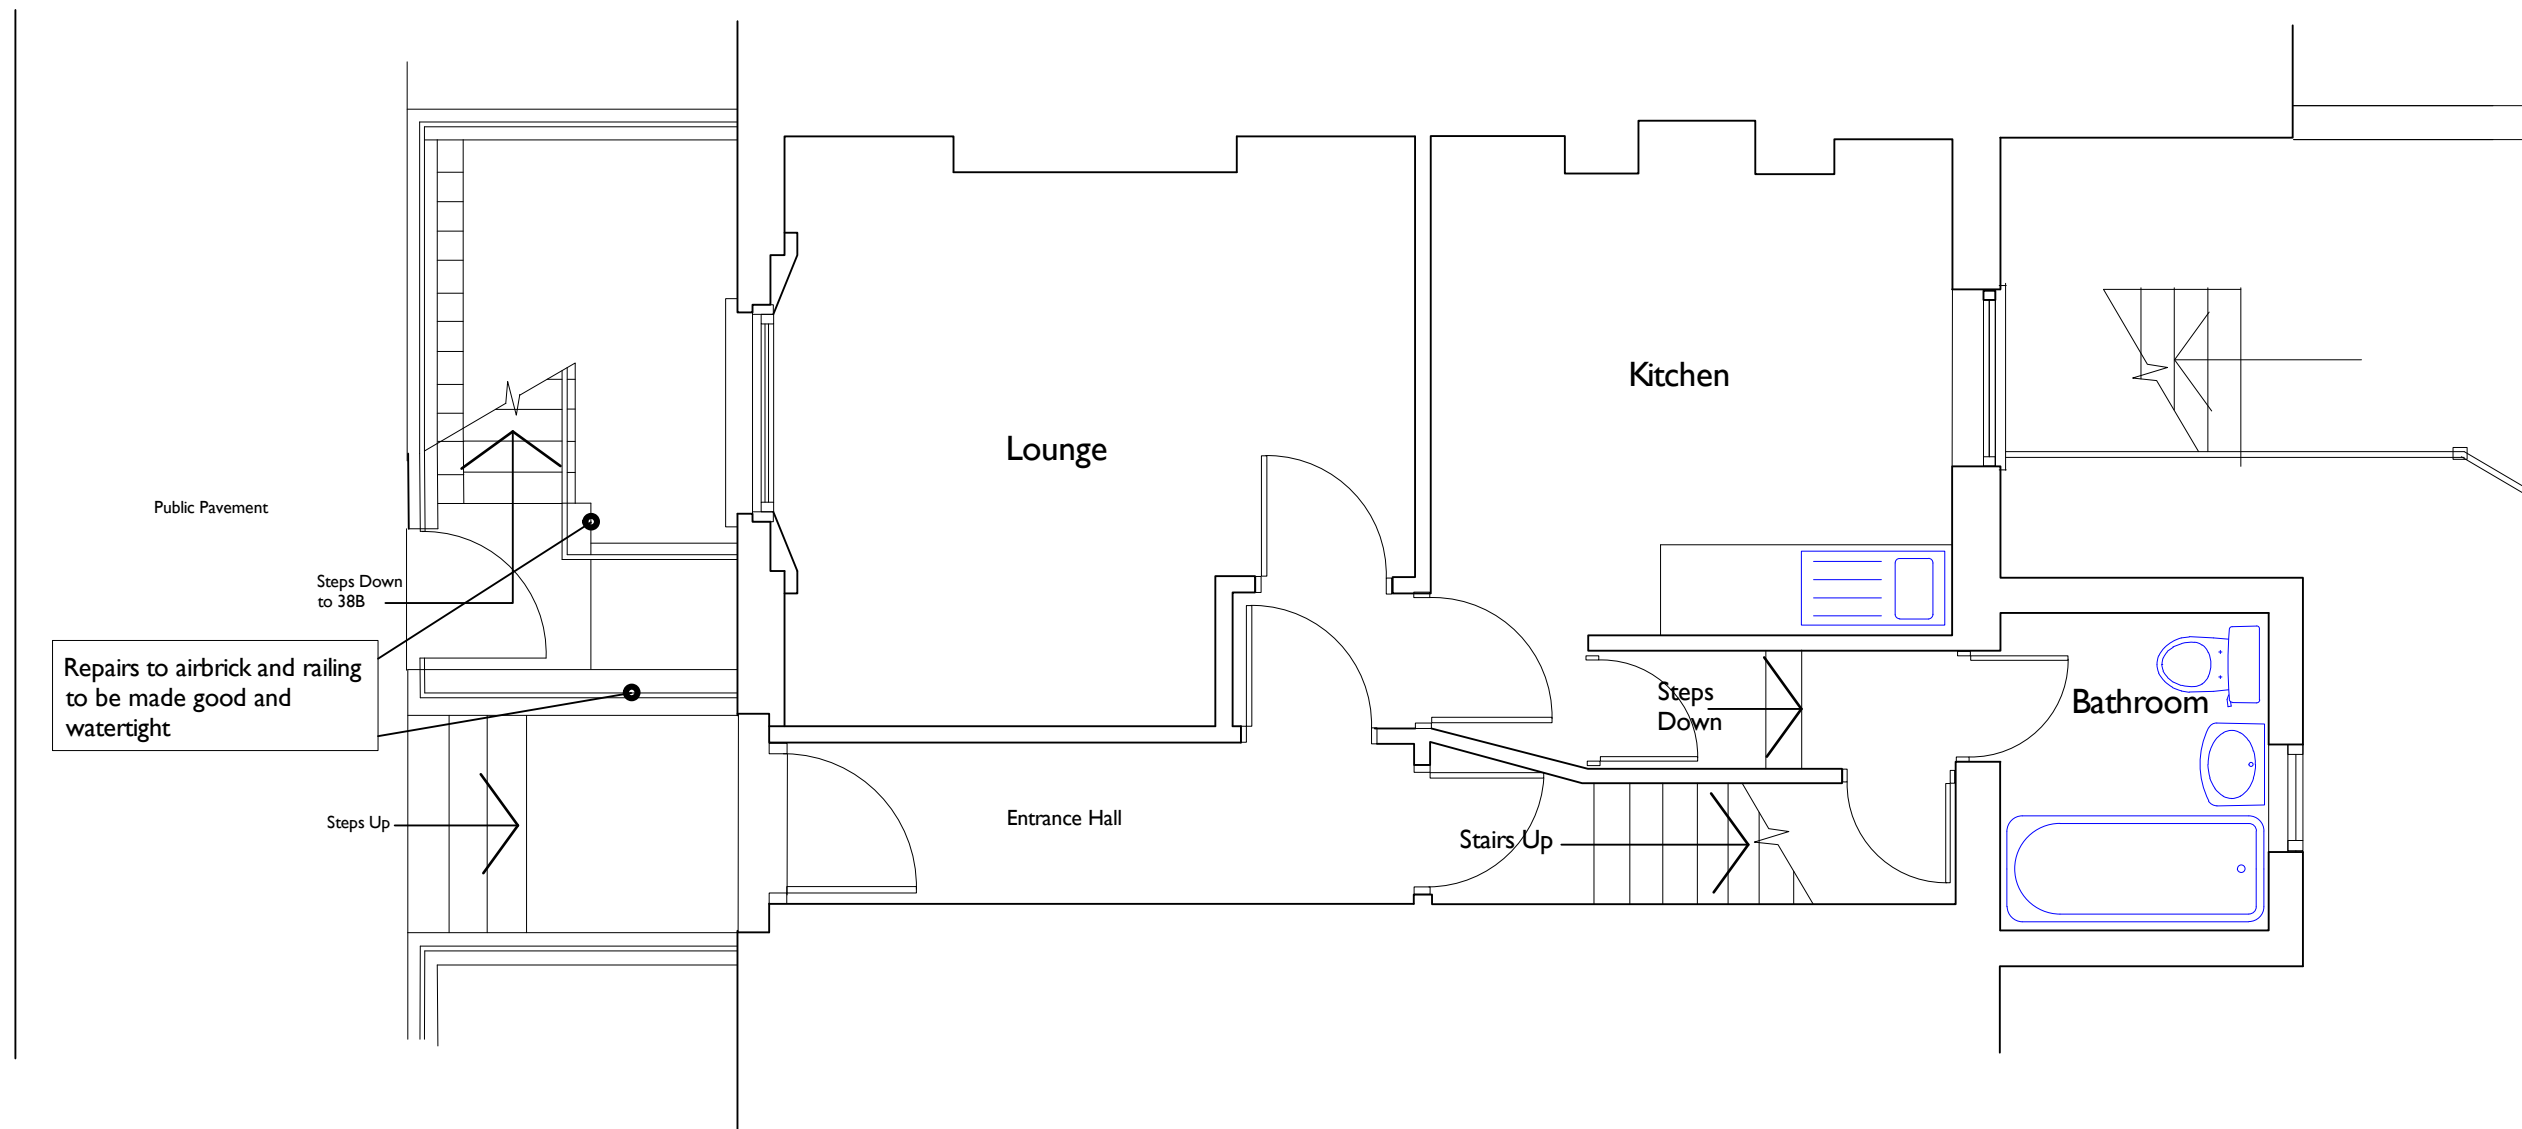 Kitchen
Lounge
Public Pavement
Steps Down
to 38B
Repairs to airbrick and railing
to be made good and
watertight
Steps
Down
Bathroom
Steps Up
Entrance Hall
Stairs Up